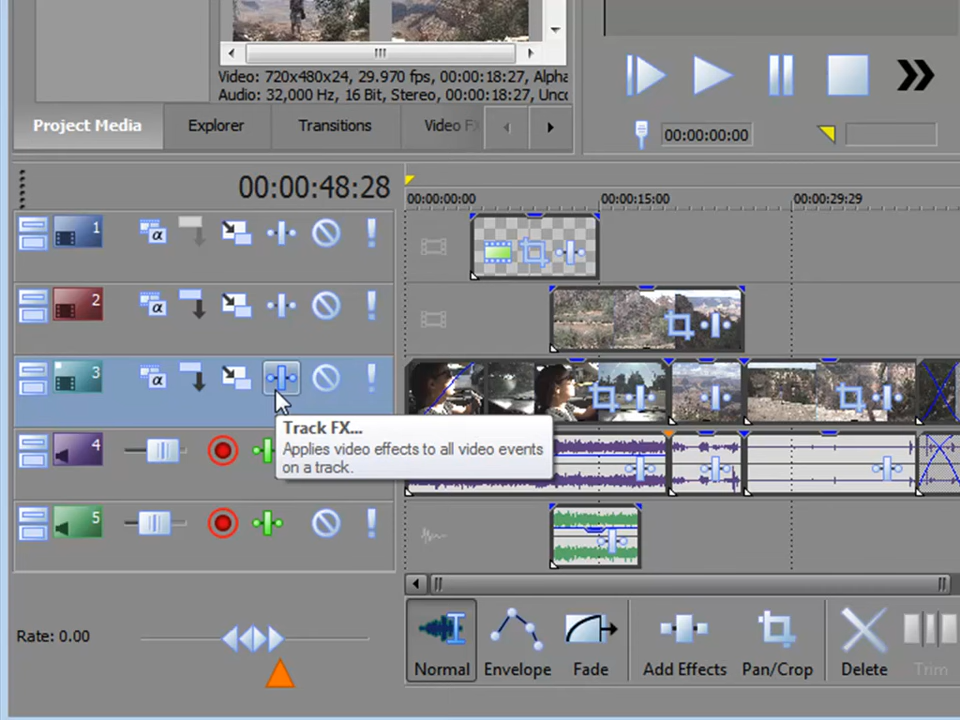 Video: 720x480x24, 29.970 fps, 00:00:18:27, Alpha
Audio: 32,000 Hz, 16 Bit, Stereo, 00:00:18:27, Unco
Project Media
Explorer
Transitions
Video FX
00:00:00:00
00:00:48:28
00:00:00:00
00:00:15:00
00:00:29:29
1
α
2
α
3
α
Track FX...
Applies video effects to all video events
on a track.
4
5
Rate: 0.00
Normal
Envelope
Fade
Add Effects
Pan/Crop
Delete
Trim